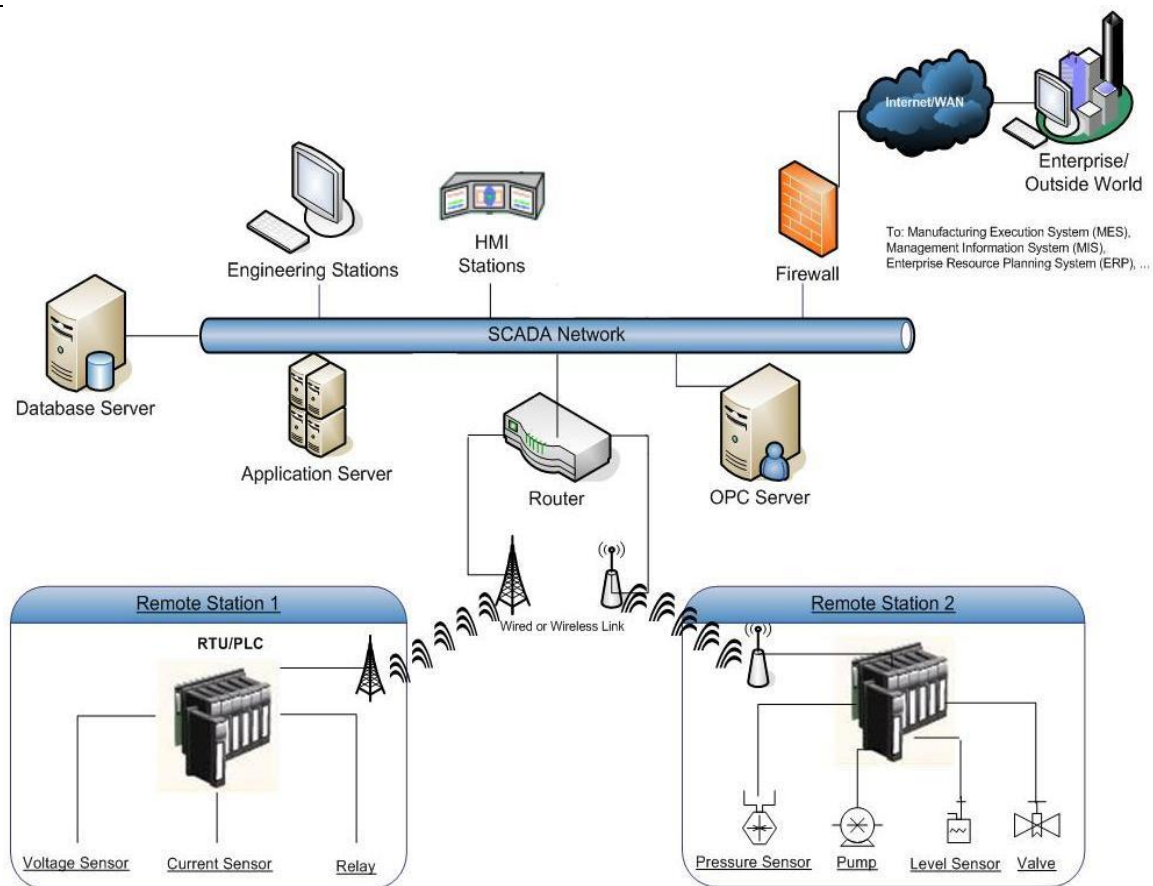 Internet/WAN
Enterprise/
Outside World
To: Manufacturing Execution System (MES),
Management Information System (MIS),
Enterprise Resource Planning System (ERP), ...
Engineering Stations
HMI
Stations
Firewall
SCADA Network
Database Server
Application Server
Router
OPC Server
Remote Station 1
Wired or Wireless Link
Remote Station 2
RTU/PLC
Voltage Sensor
Current Sensor
Relay
Pressure Sensor
Pump
Level Sensor
Valve